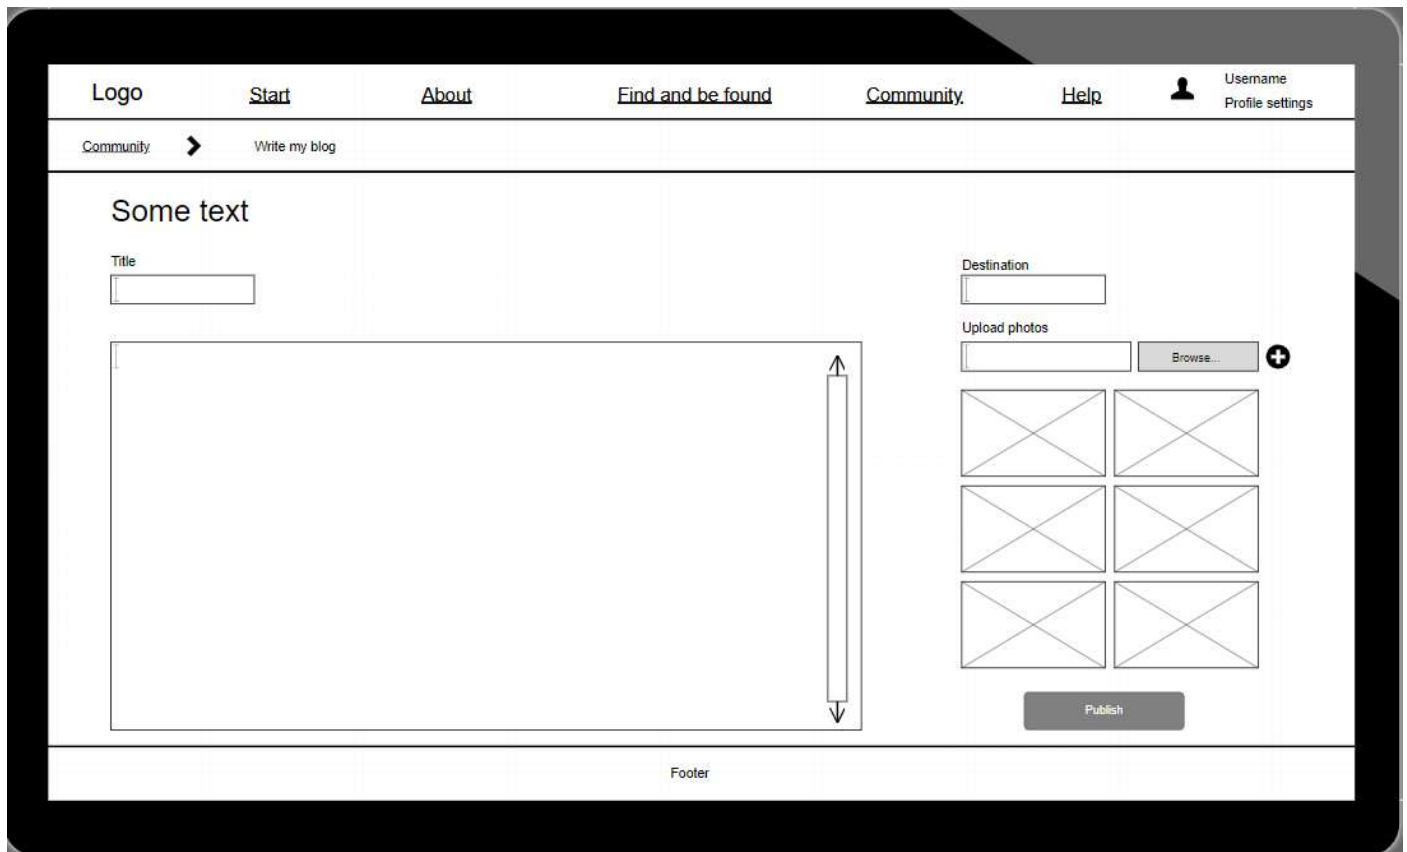 Logo
Start
About
Find and be found
Community
Help
Username
Profile settings
Community
Write my blog
Some text
Title
Destination
Upload photos
Browse...
Publish
Footer